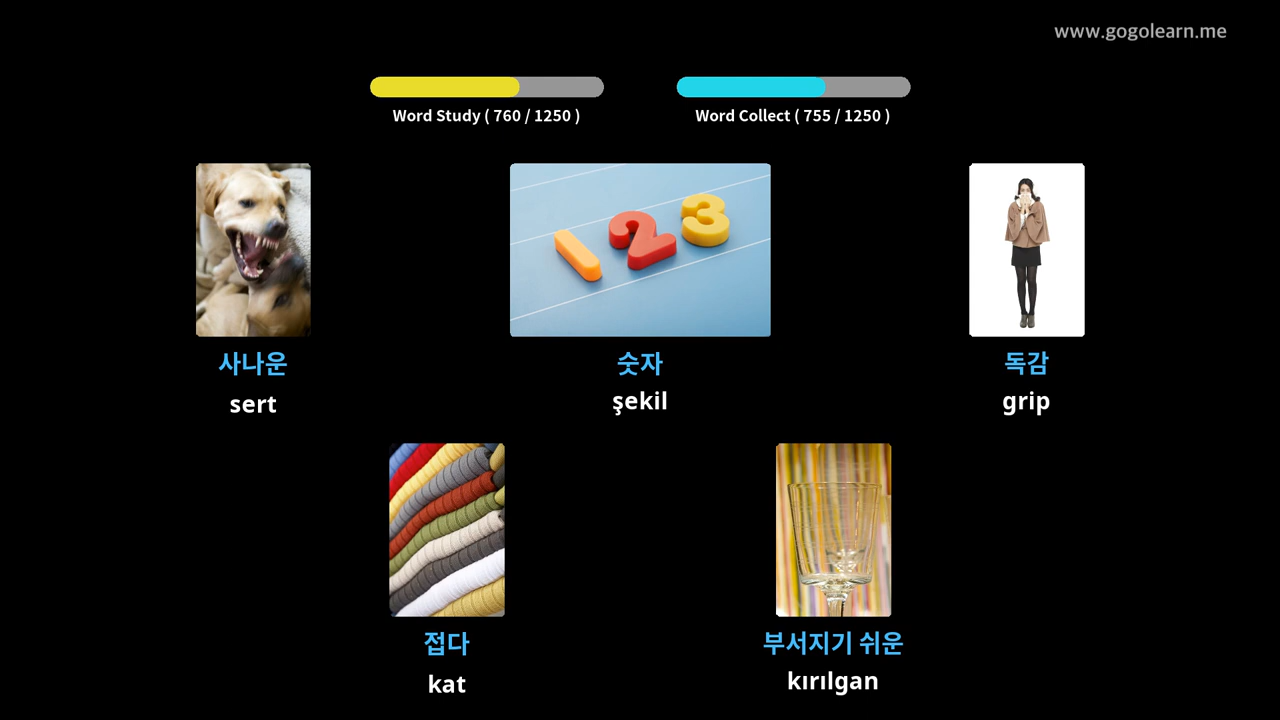 www.gogolearn.me
Word Study ( 760 / 1250 )
Word Collect ( 755 / 1250 )
사나운
sert
숫자
şekil
독감
grip
접다
kat
부서지기 쉬운
kırılgan